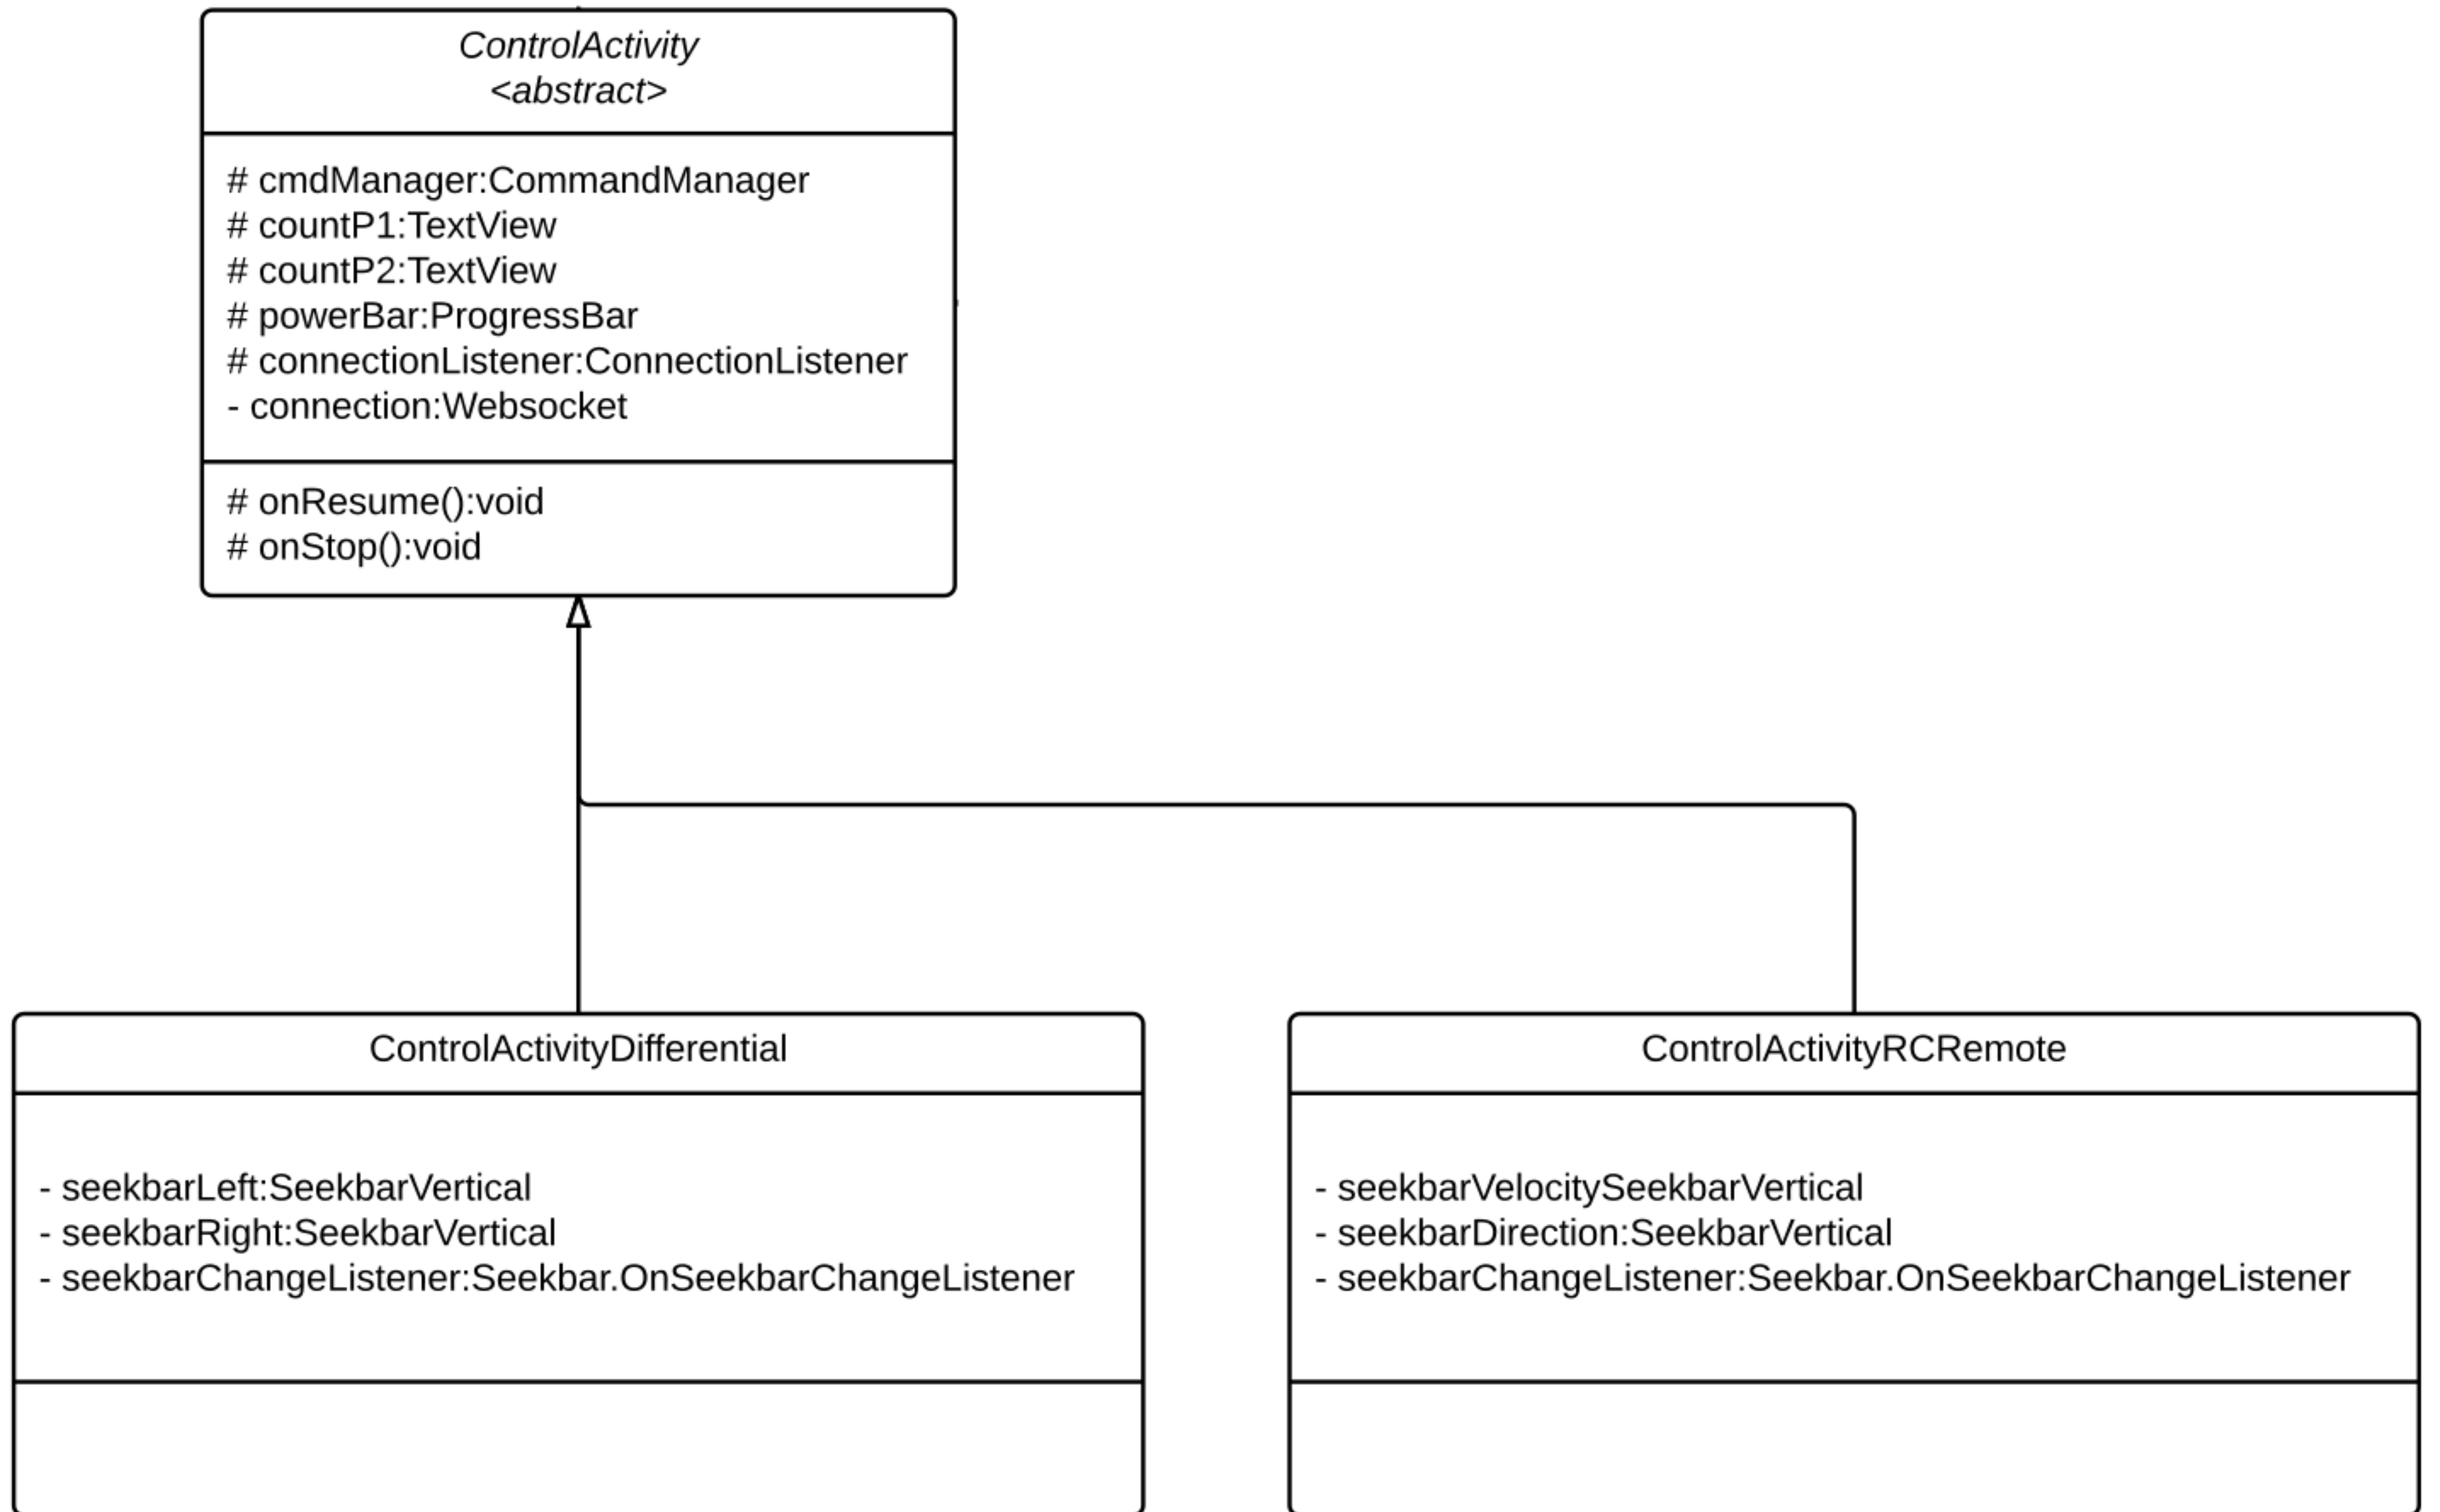 ControlActivity
<abstract>
# cmdManager:CommandManager
# countP1:TextView
# countP2:TextView
# powerBar:ProgressBar
# connectionListener:ConnectionListener
- connection:Websocket
# onResume():void
# onStop():void
ControlActivityDifferential
- seekbarLeft:SeekbarVertical
- seekbarRight:SeekbarVertical
- seekbarChangeListener:Seekbar.OnSeekbarChangeListener
ControlActivityRCRemote
- seekbarVelocitySeekbarVertical
- seekbarDirection:SeekbarVertical
- seekbarChangeListener:Seekbar.OnSeekbarChangeListener